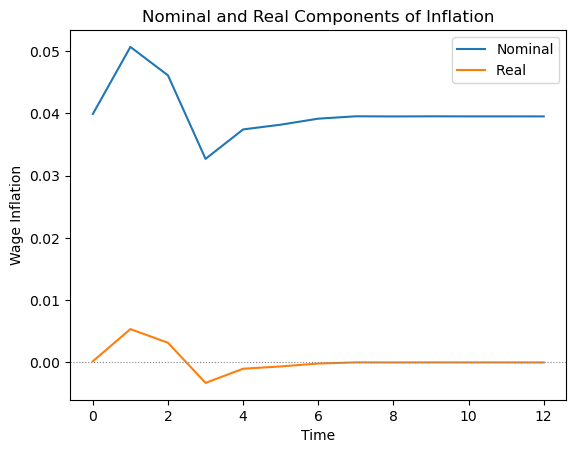 Nominal and Real Components of Inflation
Nominal
Real
Wage Inflation
0.05
0.04
0.03
0.02
0.01
0.00
0 2 4 6 8 10 12
Time